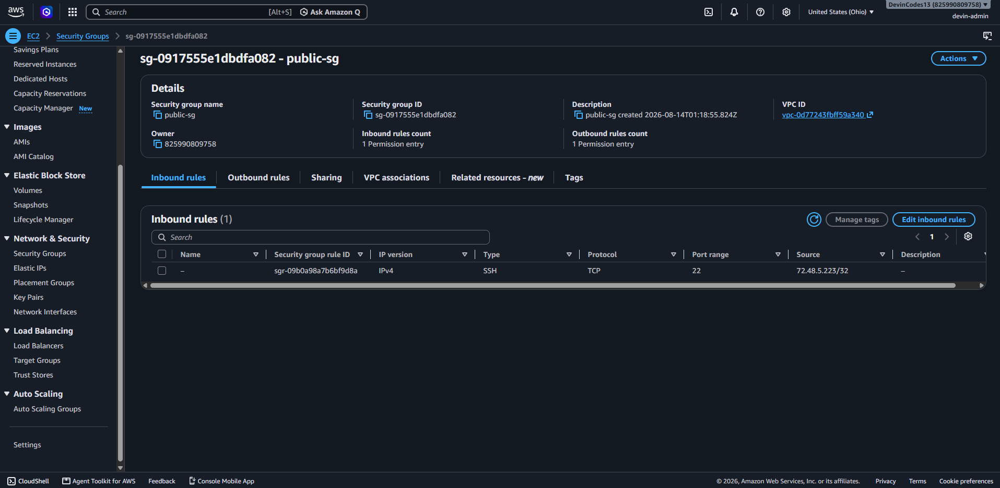 aws
Search [Alt+S] Ask Amazon Q
United States (Ohio)
DevinCodes13 (825990809758)
devin-admin
EC2 Security Groups sg-0917555e1dbdfa082
Savings Plans
Reserved Instances
Dedicated Hosts
Capacity Reservations
Capacity Manager New
Images
AMIs
AMI Catalog
Elastic Block Store
Volumes
Snapshots
Lifecycle Manager
Network & Security
Security Groups
Elastic IPs
Placement Groups
Key Pairs
Network Interfaces
Load Balancing
Load Balancers
Target Groups
Trust Stores
Auto Scaling
Auto Scaling Groups
Settings
sg-0917555e1dbdfa082 - public-sg
Actions
Details
Security group name
public-sg
Security group ID
sg-0917555e1dbdfa082
Description
public-sg created 2026-08-14T01:18:55.824Z
VPC ID
vpc-0d77243fbff59a340
Owner
825990809758
Inbound rules count
1 Permission entry
Outbound rules count
1 Permission entry
Inbound rules Outbound rules Sharing VPC associations Related resources - new Tags
Inbound rules (1)
Manage tags Edit inbound rules
Search
1
Name Security group rule ID IP version Type Protocol Port range Source Description
– sgr-09b0a98a7b6bf9d8a IPv4 SSH TCP 22 72.48.5.223/32 –
CloudShell Agent Toolkit for AWS Feedback Console Mobile App
© 2026, Amazon Web Services, Inc. or its affiliates. Privacy Terms Cookie preferences